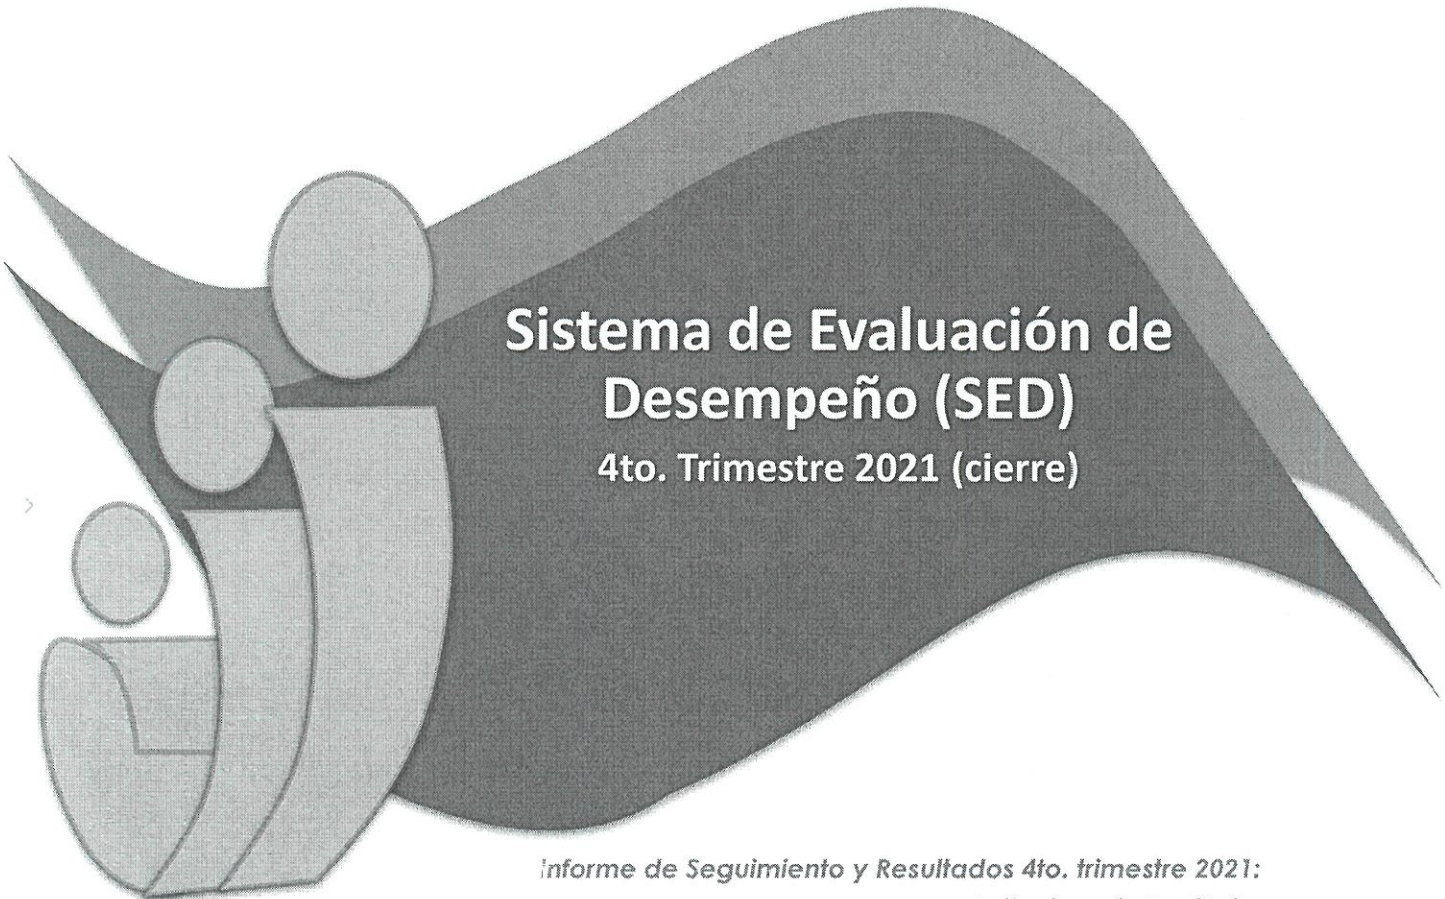 Sistema de Evaluación de
Desempeño (SED)
4to. Trimestre 2021 (cierre)
Informe de Seguimiento y Resultados 4to. trimestre 2021: